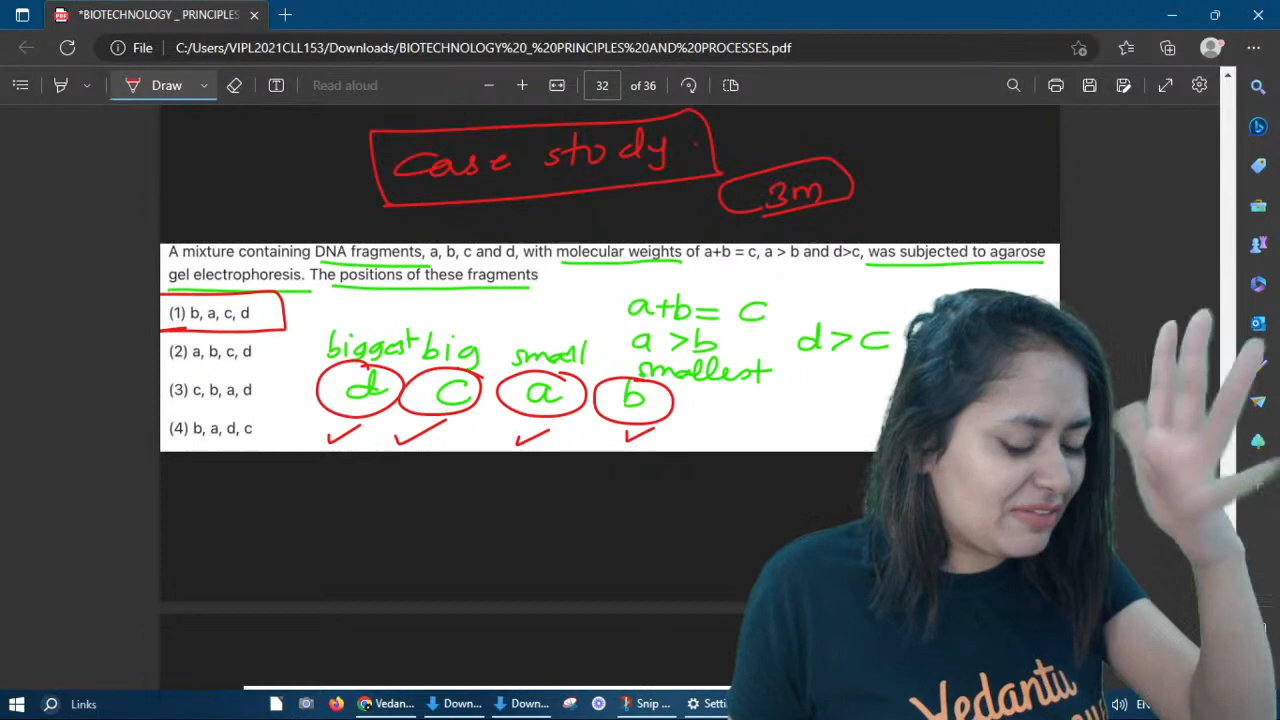 *BIOTECHNOLOGY _ PRINCIPLES
File C:/Users/VIPL2021CLL153/Downloads/BIOTECHNOLOGY%20_%20PRINCIPLES%20AND%20PROCESSES.pdf
Draw Read aloud 32 of 36
Case study
3m
A mixture containing DNA fragments, a, b, c and d, with molecular weights of a+b = c, a > b and d>c, was subjected to agarose
gel electrophoresis. The positions of these fragments
(1) b, a, c, d
(2) a, b, c, d
(3) c, b, a, d
(4) b, a, d, c
a+b= c
a >b d > c
biggest big small smallest
d c a b
Vedantu
Links Vedan... Down... Down... Snip ... Setti